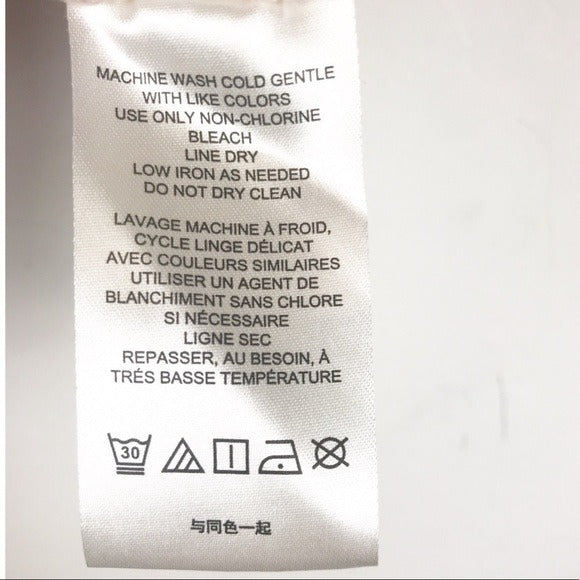 MACHINE WASH COLD GENTLE
WITH LIKE COLORS
USE ONLY NON-CHLORINE
BLEACH
LINE DRY
LOW IRON AS NEEDED
DO NOT DRY CLEAN
LAVAGE MACHINE À FROID,
CYCLE LINGE DÉLICAT
AVEC COULEURS SIMILAIRES
UTILISER UN AGENT DE
BLANCHIMENT SANS CHLORE
SI NÉCESSAIRE
LIGNE SEC
REPASSER, AU BESOIN, À
TRÉS BASSE TEMPÉRATURE
30
与同色一起